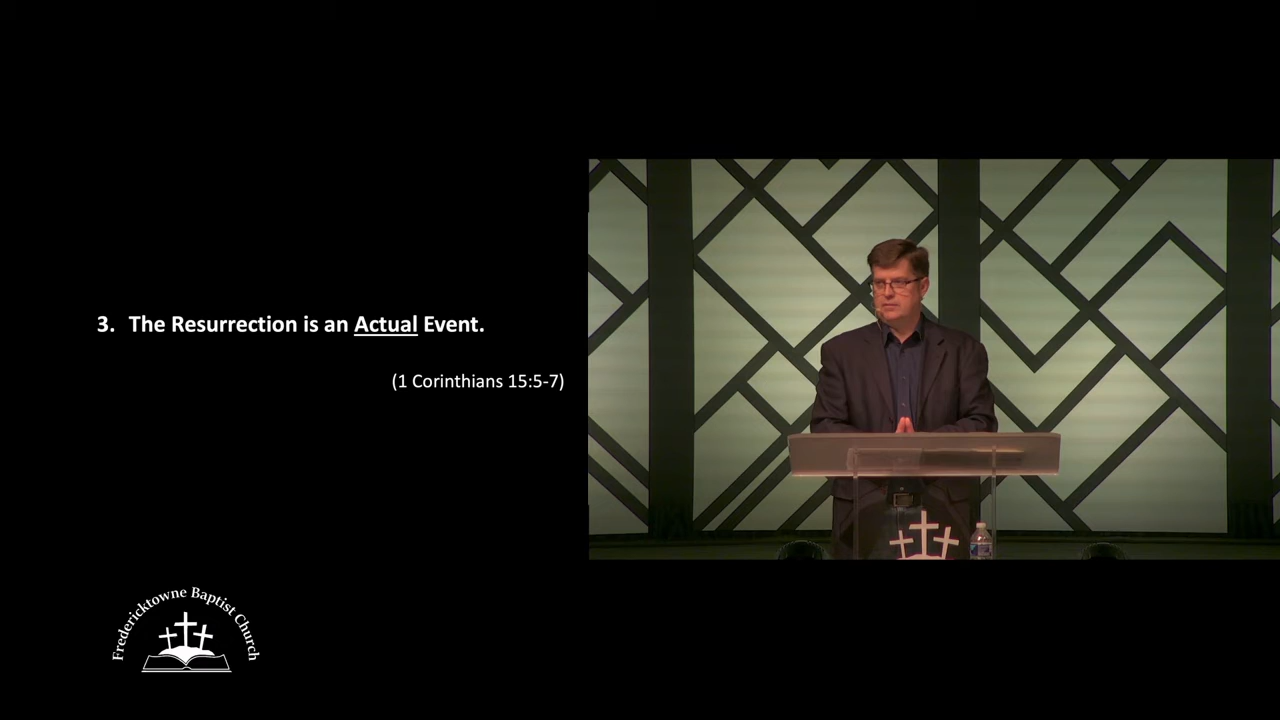 3. The Resurrection is an Actual Event.
(1 Corinthians 15:5-7)
Fredericktowne Baptist Church